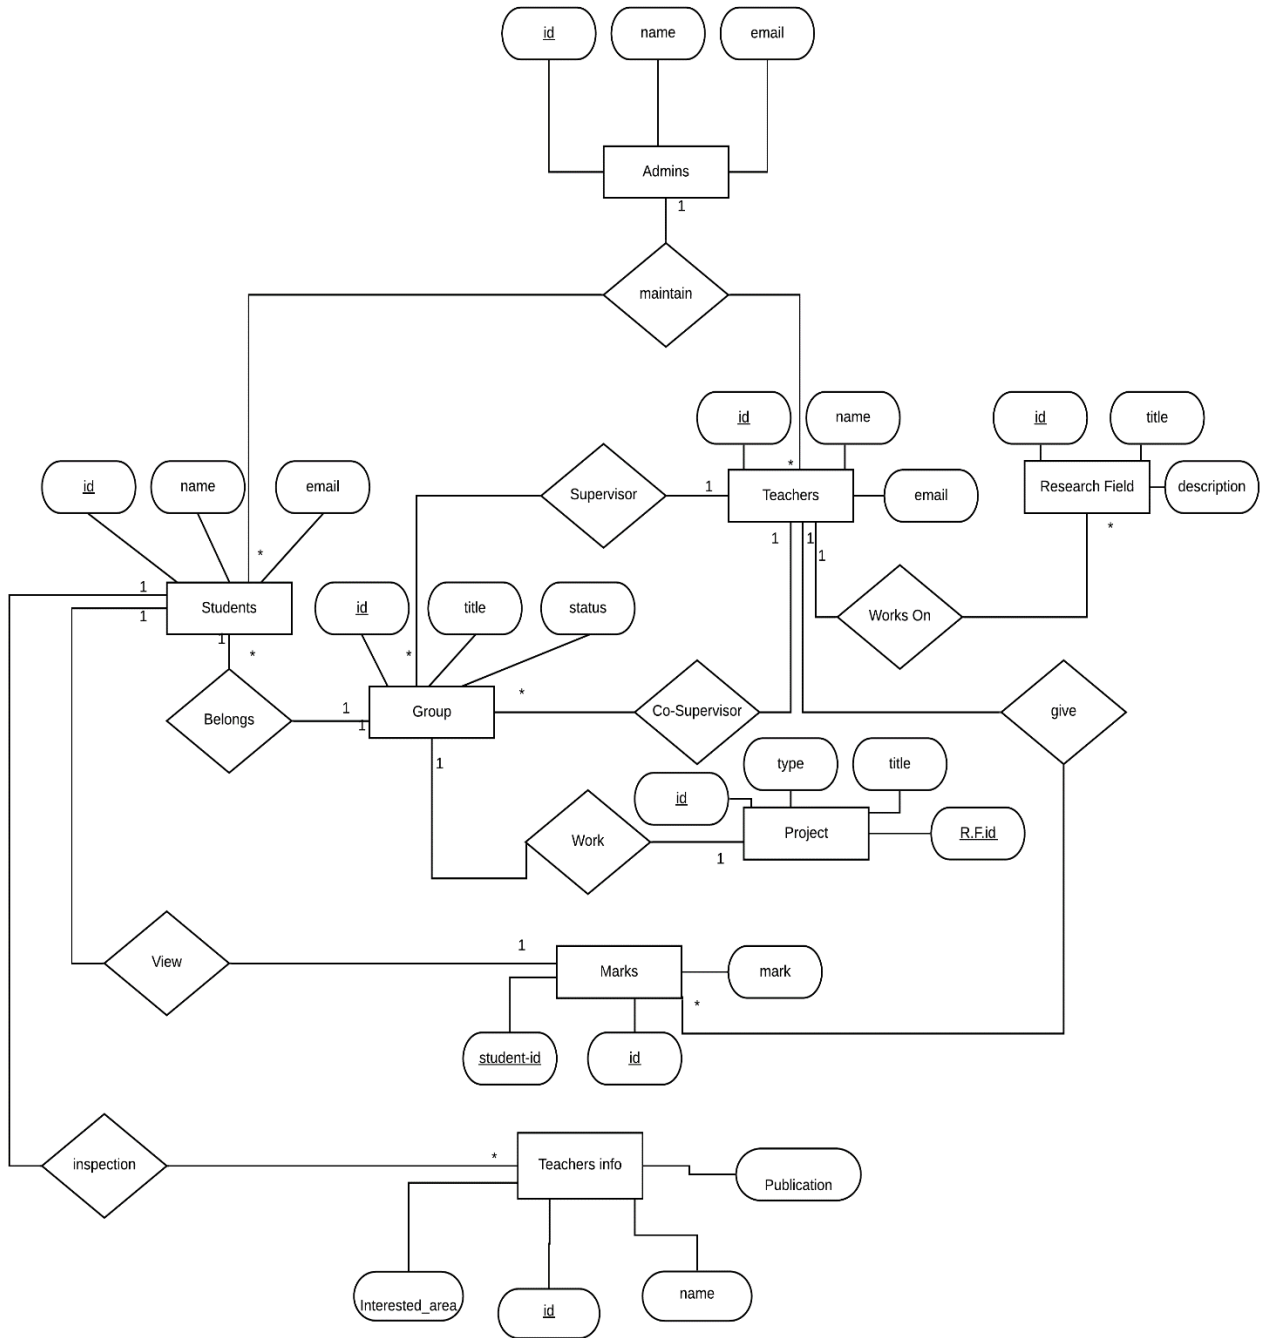 id
name
email
Admins
1
maintain
id
name
id
title
*
Supervisor
1
Teachers
email
Research Field
description
id
name
email
*
1
1
1
*
*
1
Students
1
id
title
status
Works On
1
*
*
Belongs
1
1
Group
*
Co-Supervisor
give
1
type
title
id
Work
1
Project
R.F.id
View
1
Marks
mark
*
student-id
id
inspection
*
Teachers info
Publication
Interested_area
id
name